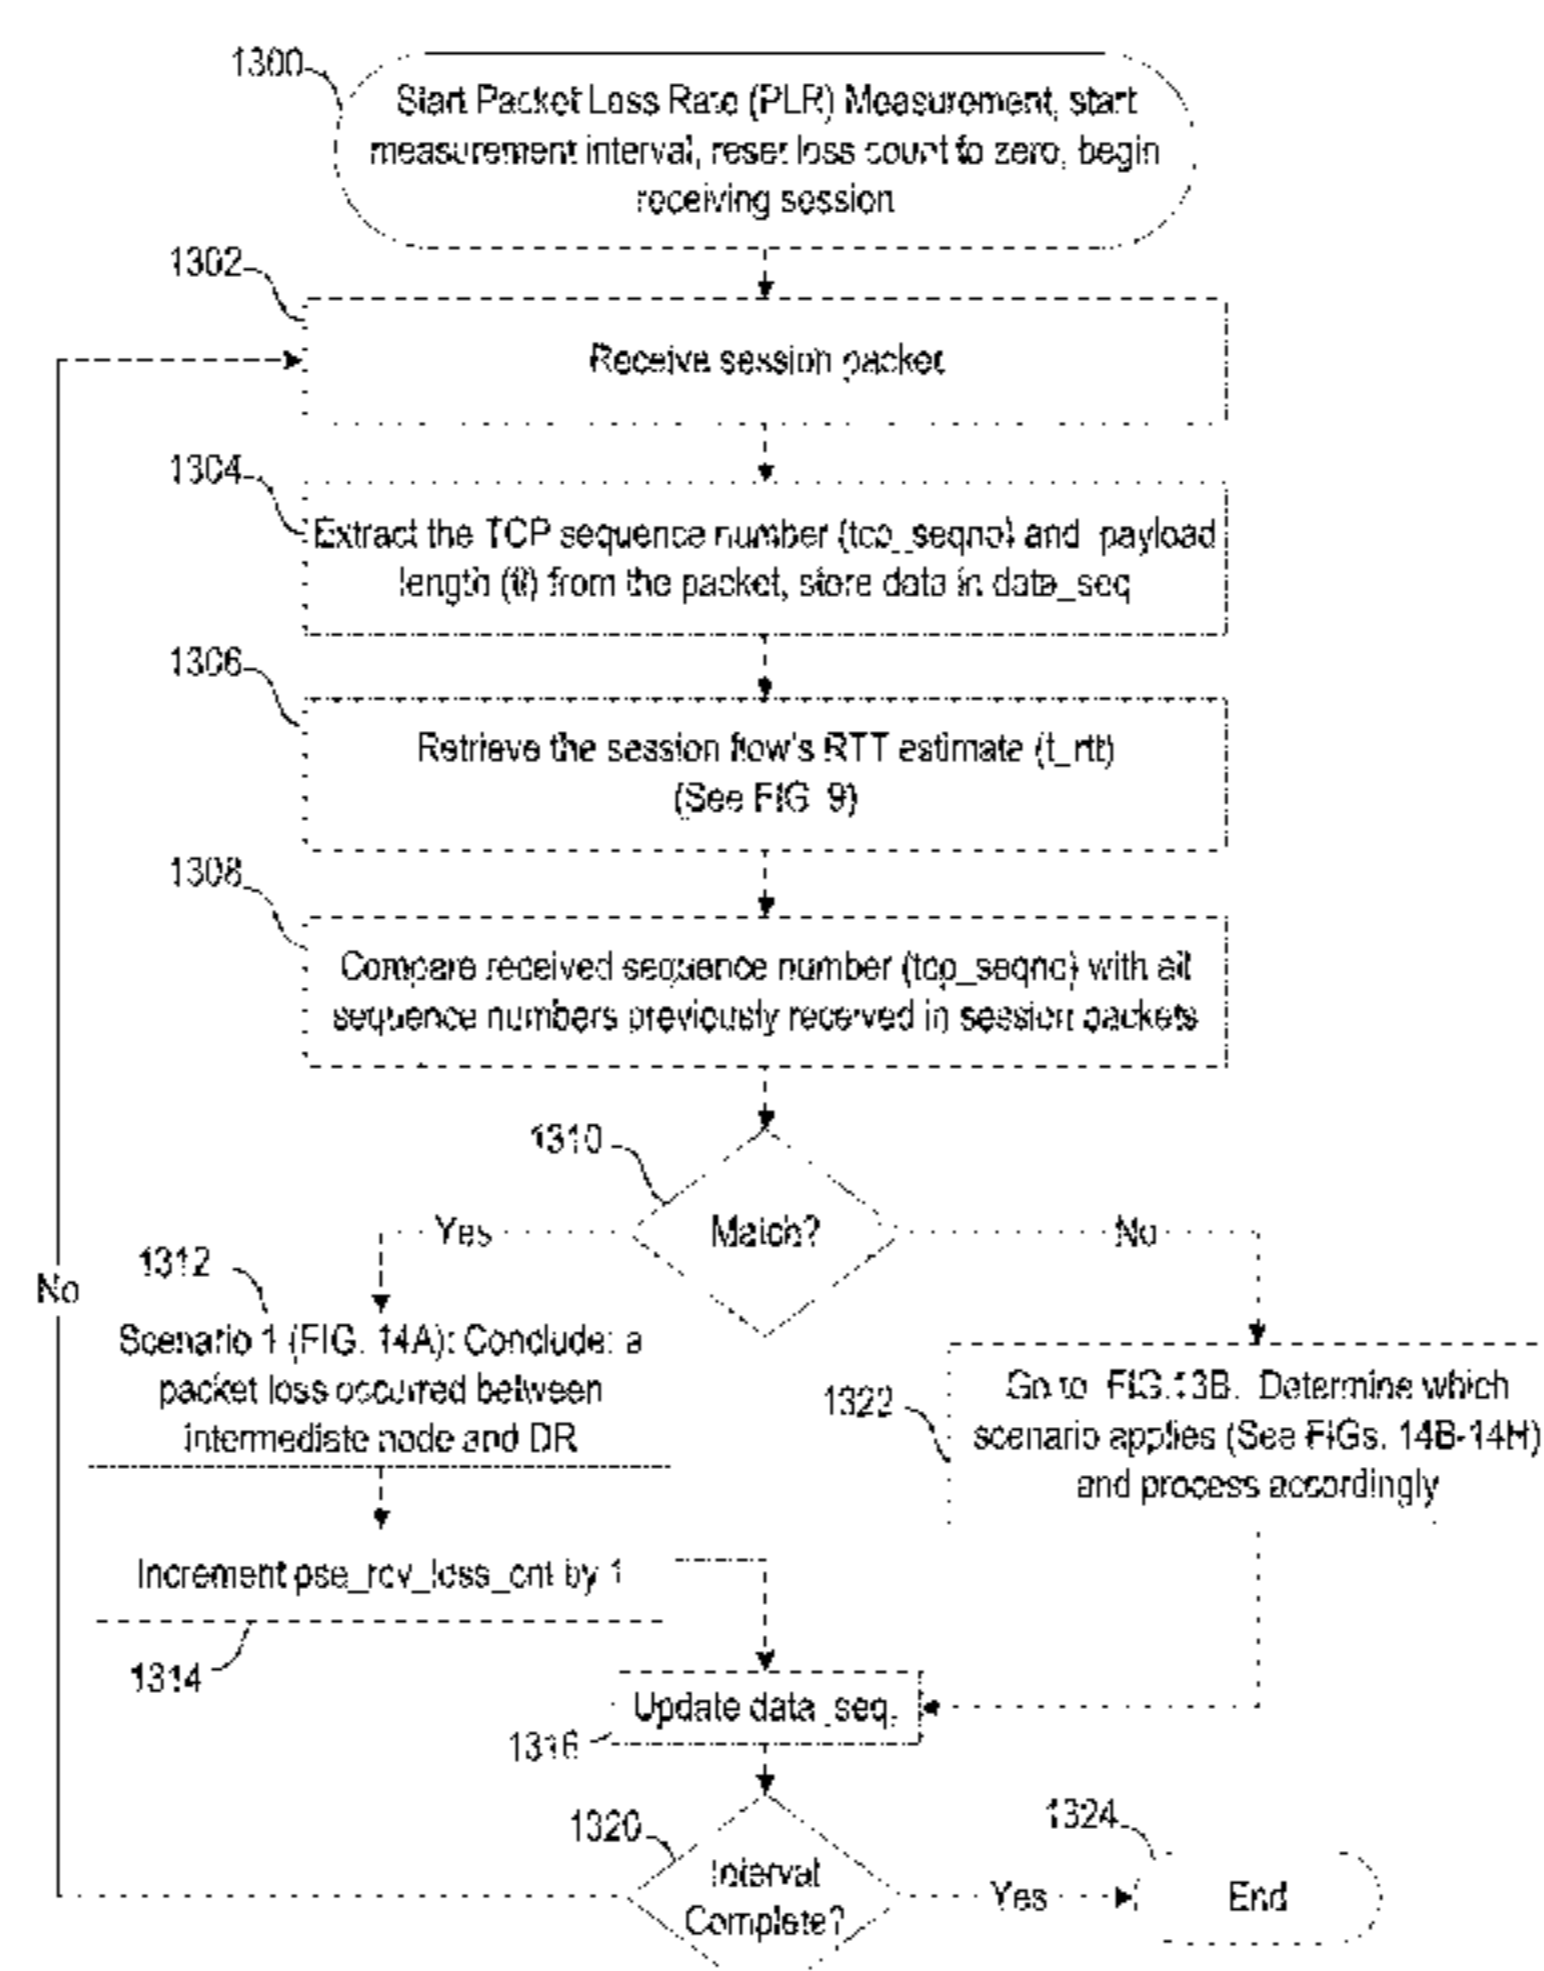 1300
Start Packet Loss Rate (PLR) Measurement, start
measurement interval, reset loss count to zero, begin
receiving session
1302
Receive session packet
1304
Extract the TCP sequence number (tcp_seqno) and payload
length (ℓℓ) from the packet, store data in data_seq
1306
Retrieve the session flow's RTT estimate (t_rtt)
(See FIG. 9)
1308
Compare received sequence number (tcp_seqno) with all
sequence numbers previously received in session packets
1310
Match?
Yes
No
1312
Scenario 1 (FIG. 14A): Conclude: a
packet loss occurred between
intermediate node and DR
No
1322
Go to FIG.13B. Determine which
scenario applies (See FIGs. 14B-14H)
and process accordingly
Increment pse_rcv_loss_cnt by 1
1314
Update data_seq.
1316
1320
Interval
Complete?
Yes
1324
End